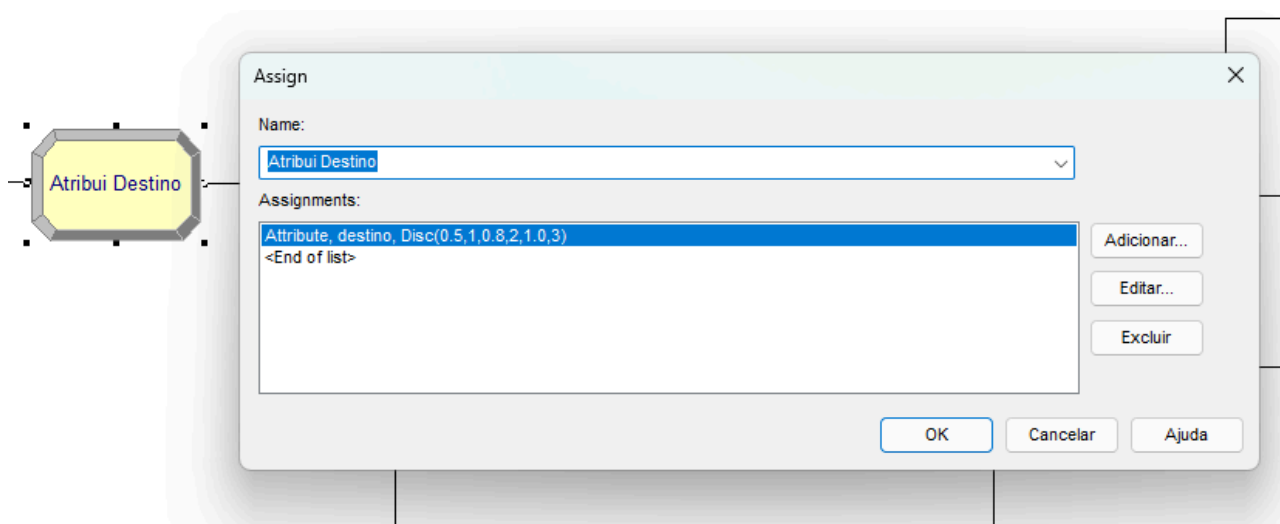 Assign
Name:
Atribui Destino
Atribui Destino
Assignments:
Attribute, destino, Disc(0.5,1,0.8,2,1.0,3)
<End of list>
Adicionar...
Editar...
Excluir
OK
Cancelar
Ajuda